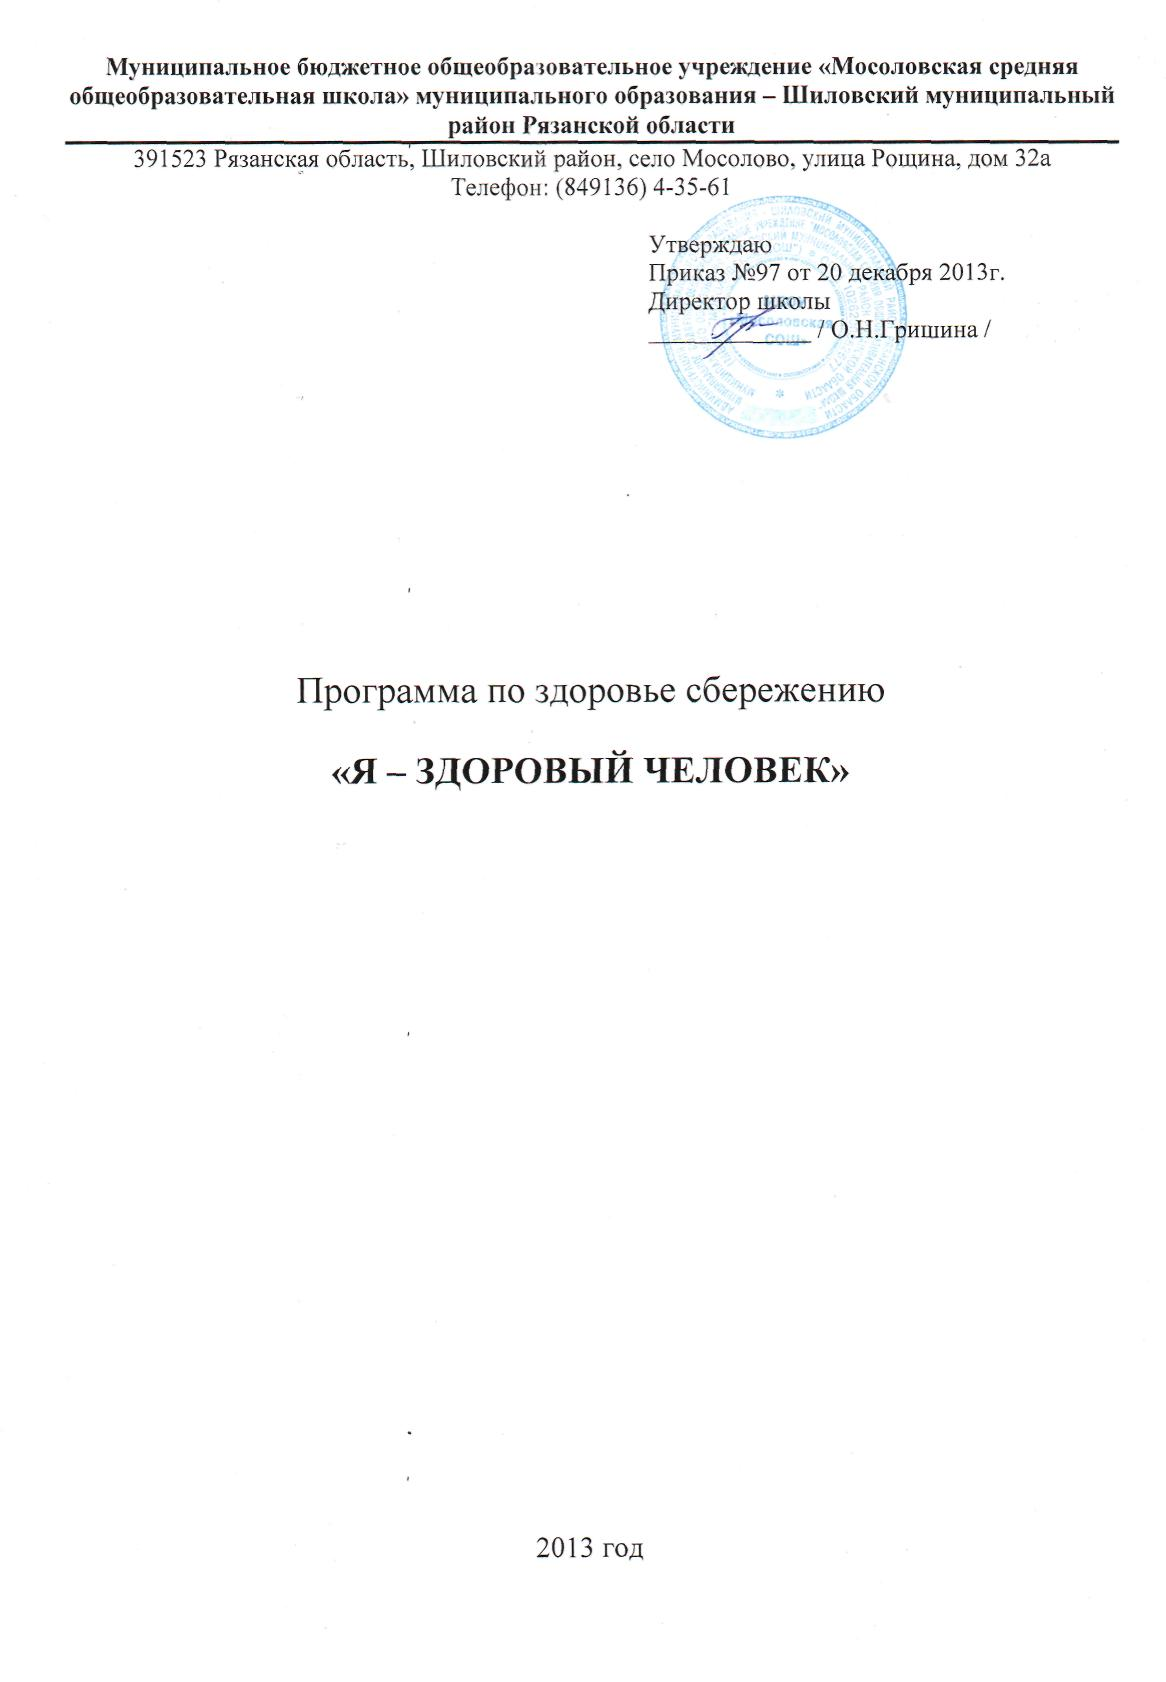 Муниципальное бюджетное общеобразовательное учреждение «Мосоловская средняя
общеобразовательная школа» муниципального образования – Шиловский муниципальный
район Рязанской области
391523 Рязанская область, Шиловский район, село Мосолово, улица Рощина, дом 32а
Телефон: (849136) 4-35-61
Утверждаю
Приказ №97 от 20 декабря 2013г.
Директор школы
/ О.Н.Гришина /
Программа по здоровье сбережению
«Я – ЗДОРОВЫЙ ЧЕЛОВЕК»
2013 год